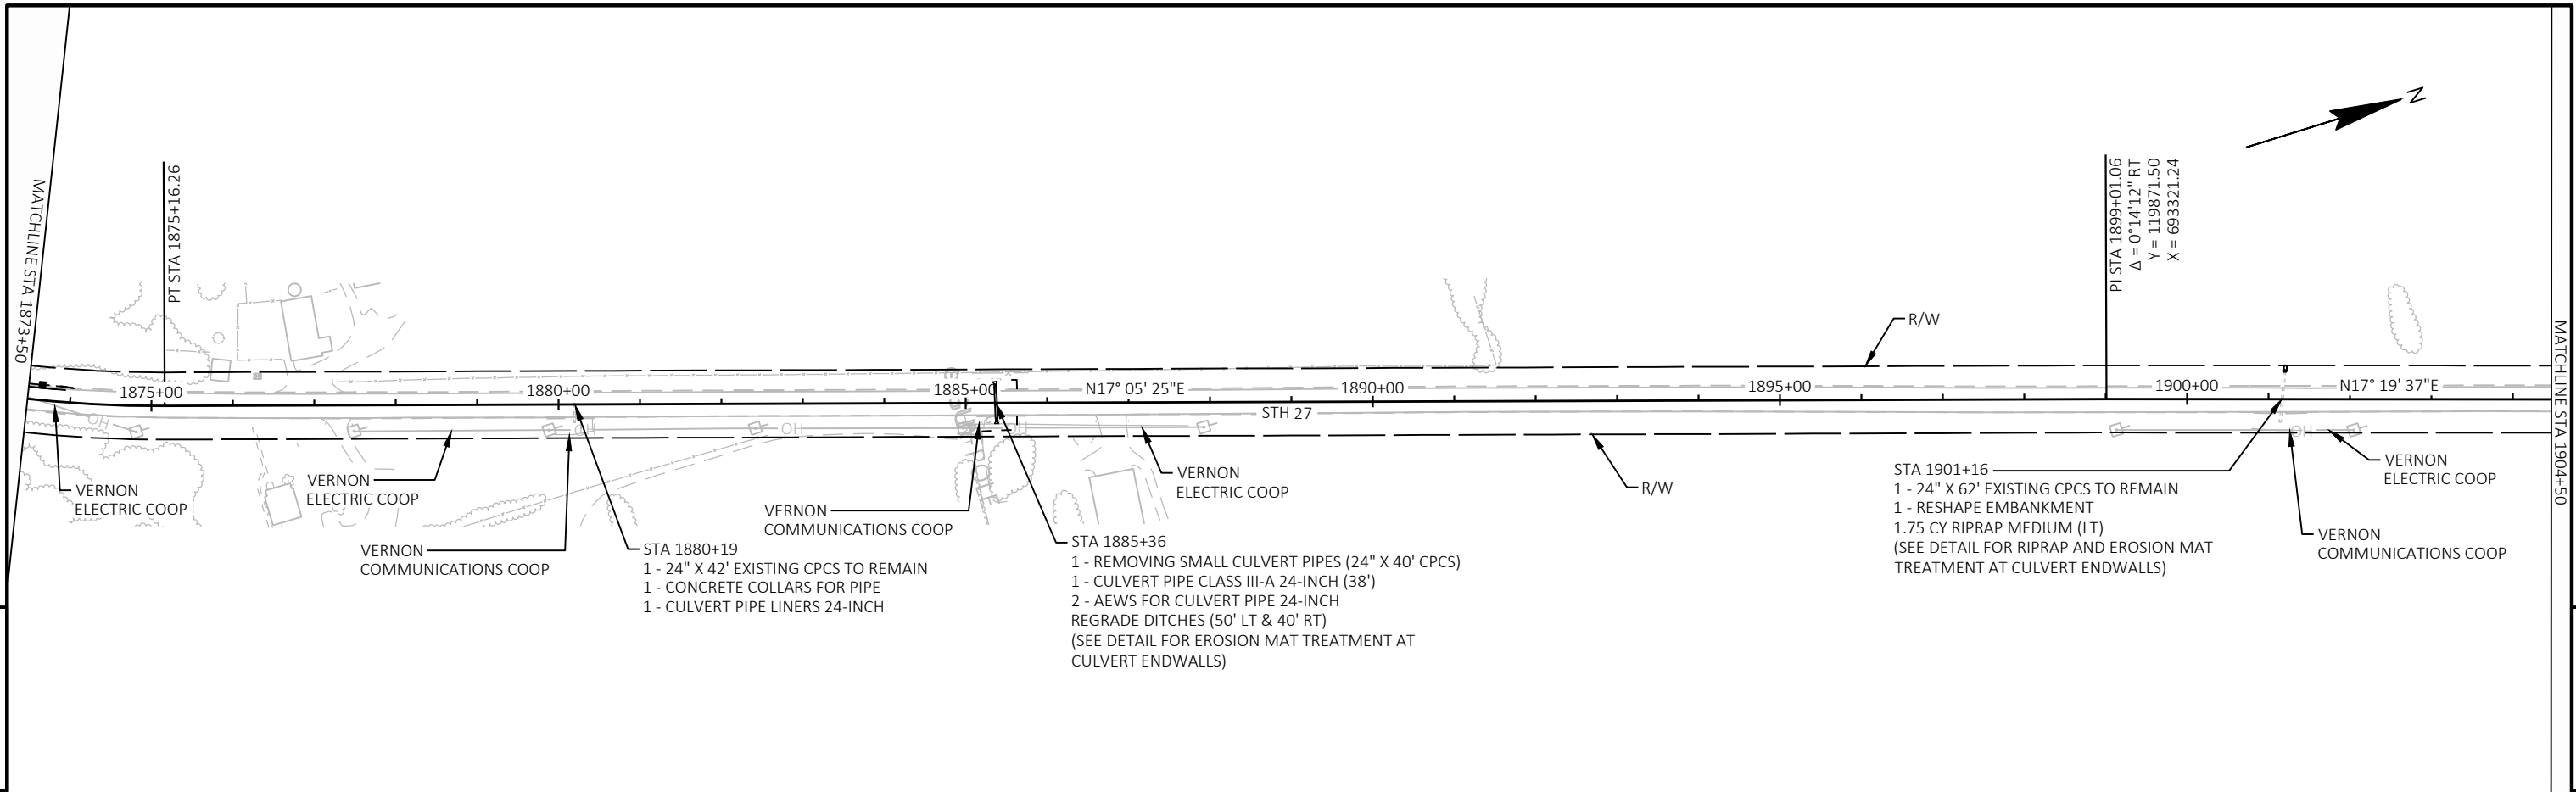 MATCHLINE STA 1873+50
PT STA 1875+16.26
PI STA 1899+01.06
Δ = 0°14'12" RT
Y = 119871.50
X = 693321.24
N
R/W
MATCHLINE STA 1904+50
1875+00
1880+00
1885+00
N17° 05' 25"E
1890+00
1895+00
1900+00
N17° 19' 37"E
STH 27
OH
OH
OH
OH
OH
VERNON
ELECTRIC COOP
VERNON
ELECTRIC COOP
VERNON
COMMUNICATIONS COOP
STA 1880+19
1 - 24" X 42' EXISTING CPCS TO REMAIN
1 - CONCRETE COLLARS FOR PIPE
1 - CULVERT PIPE LINERS 24-INCH
VERNON
COMMUNICATIONS COOP
VERNON
ELECTRIC COOP
STA 1885+36
1 - REMOVING SMALL CULVERT PIPES (24" X 40' CPCS)
1 - CULVERT PIPE CLASS III-A 24-INCH (38')
2 - AEWS FOR CULVERT PIPE 24-INCH
REGRADE DITCHES (50' LT & 40' RT)
(SEE DETAIL FOR EROSION MAT TREATMENT AT
CULVERT ENDWALLS)
R/W
STA 1901+16
1 - 24" X 62' EXISTING CPCS TO REMAIN
1 - RESHAPE EMBANKMENT
1.75 CY RIPRAP MEDIUM (LT)
(SEE DETAIL FOR RIPRAP AND EROSION MAT
TREATMENT AT CULVERT ENDWALLS)
VERNON
ELECTRIC COOP
VERNON
COMMUNICATIONS COOP